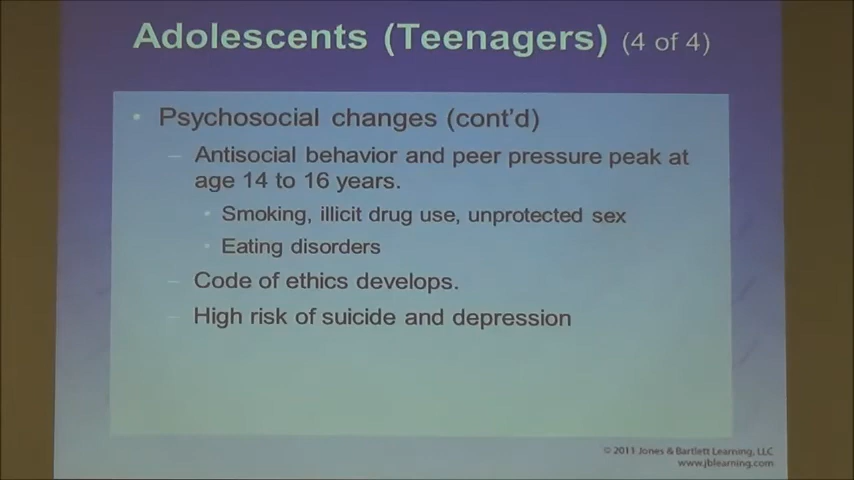 Adolescents (Teenagers) (4 of 4)
• Psychosocial changes (cont'd)
– Antisocial behavior and peer pressure peak at
age 14 to 16 years.
• Smoking, illicit drug use, unprotected sex
• Eating disorders
– Code of ethics develops.
– High risk of suicide and depression
© 2011 Jones & Bartlett Learning, LLC
www.jblearning.com